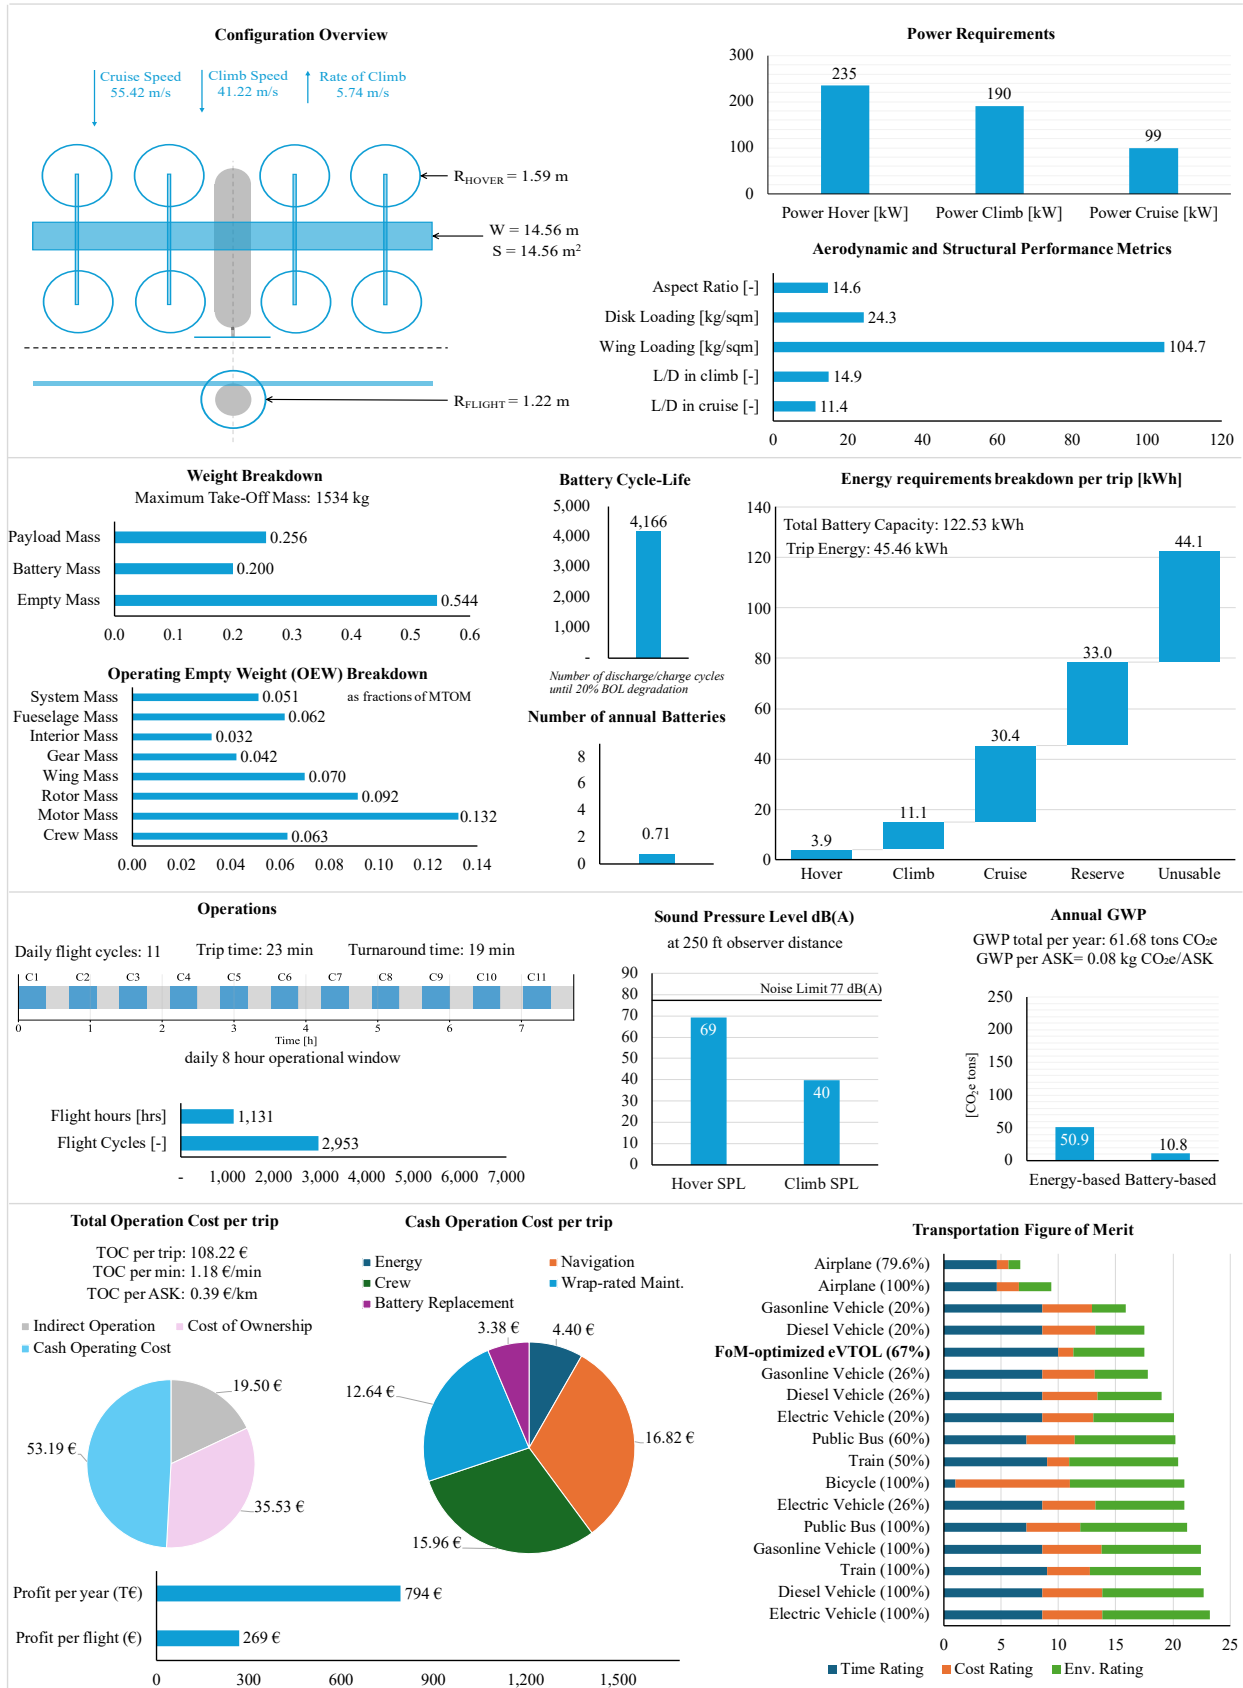 Configuration Overview
Cruise Speed
55.42 m/s
Climb Speed
41.22 m/s
Rate of Climb
5.74 m/s
R_HOVER = 1.59 m
W = 14.56 m
S = 14.56 m²
R_FLIGHT = 1.22 m
Power Requirements
300
200
100
0
235
190
99
Power Hover [kW]
Power Climb [kW]
Power Cruise [kW]
Aerodynamic and Structural Performance Metrics
Aspect Ratio [-]
14.6
Disk Loading [kg/sqm]
24.3
Wing Loading [kg/sqm]
104.7
L/D in climb [-]
14.9
L/D in cruise [-]
11.4
0 20 40 60 80 100 120
Weight Breakdown
Maximum Take-Off Mass: 1534 kg
Payload Mass
0.256
Battery Mass
0.200
Empty Mass
0.544
0.0 0.1 0.2 0.3 0.4 0.5 0.6
Operating Empty Weight (OEW) Breakdown
as fractions of MTOM
System Mass
0.051
Fueselage Mass
0.062
Interior Mass
0.032
Gear Mass
0.042
Wing Mass
0.070
Rotor Mass
0.092
Motor Mass
0.132
Crew Mass
0.063
0.00 0.02 0.04 0.06 0.08 0.10 0.12 0.14
Battery Cycle-Life
5,000
4,000
3,000
2,000
1,000
-
4,166
Number of discharge/charge cycles
until 20% BOL degradation
Number of annual Batteries
8
6
4
2
0
0.71
Energy requirements breakdown per trip [kWh]
Total Battery Capacity: 122.53 kWh
Trip Energy: 45.46 kWh
140
120
100
80
60
40
20
0
3.9
11.1
30.4
33.0
44.1
Hover
Climb
Cruise
Reserve
Unusable
Operations
Daily flight cycles: 11
Trip time: 23 min
Turnaround time: 19 min
C1 C2 C3 C4 C5 C6 C7 C8 C9 C10 C11
0 1 2 3 4 5 6 7
Time [h]
daily 8 hour operational window
Flight hours [hrs]
1,131
Flight Cycles [-]
2,953
- 1,000 2,000 3,000 4,000 5,000 6,000 7,000
Sound Pressure Level dB(A)
at 250 ft observer distance
90
80
70
60
50
40
30
20
10
0
Noise Limit 77 dB(A)
69
40
Hover SPL
Climb SPL
Annual GWP
GWP total per year: 61.68 tons CO₂e
GWP per ASK= 0.08 kg CO₂e/ASK
[CO₂e tons]
250
200
150
100
50
0
50.9
10.8
Energy-based Battery-based
Total Operation Cost per trip
TOC per trip: 108.22 €
TOC per min: 1.18 €/min
TOC per ASK: 0.39 €/km
Indirect Operation
Cost of Ownership
Cash Operating Cost
19.50 €
53.19 €
35.53 €
Cash Operation Cost per trip
Energy
Navigation
Crew
Wrap-rated Maint.
Battery Replacement
3.38 €
4.40 €
12.64 €
16.82 €
15.96 €
Profit per year (T€)
794 €
Profit per flight (€)
269 €
0 300 600 900 1,200 1,500
Transportation Figure of Merit
Airplane (79.6%)
Airplane (100%)
Gasonline Vehicle (20%)
Diesel Vehicle (20%)
FoM-optimized eVTOL (67%)
Gasonline Vehicle (26%)
Diesel Vehicle (26%)
Electric Vehicle (20%)
Public Bus (60%)
Train (50%)
Bicycle (100%)
Electric Vehicle (26%)
Public Bus (100%)
Gasonline Vehicle (100%)
Train (100%)
Diesel Vehicle (100%)
Electric Vehicle (100%)
0 5 10 15 20 25
Time Rating
Cost Rating
Env. Rating